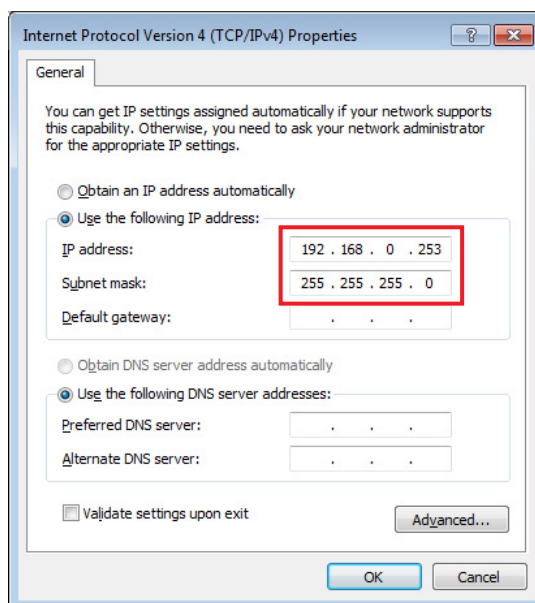 Internet Protocol Version 4 (TCP/IPv4) Properties
General
You can get IP settings assigned automatically if your network supports
this capability. Otherwise, you need to ask your network administrator
for the appropriate IP settings.
Obtain an IP address automatically
Use the following IP address:
IP address: 192 . 168 . 0 . 253
Subnet mask: 255 . 255 . 255 . 0
Default gateway: . . .
Obtain DNS server address automatically
Use the following DNS server addresses:
Preferred DNS server: . . .
Alternate DNS server: . . .
Validate settings upon exit
Advanced...
OK Cancel